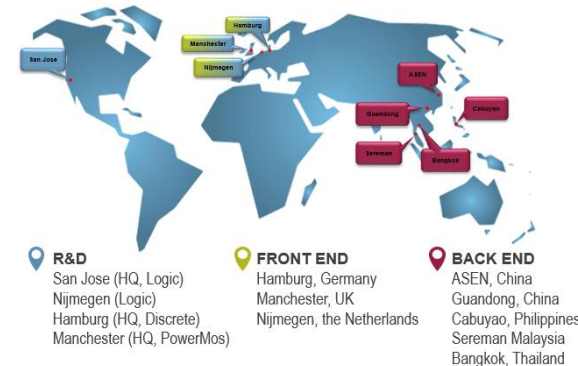 Hamburg
Manchester
San Jose
Nijmegen
ASEN
Guandong
Cabuyao
Sereman
Bangkok
R&D
San Jose (HQ, Logic)
Nijmegen (Logic)
Hamburg (HQ, Discrete)
Manchester (HQ, PowerMos)
FRONT END
Hamburg, Germany
Manchester, UK
Nijmegen, the Netherlands
BACK END
ASEN, China
Guandong, China
Cabuyao, Philippines
Sereman Malaysia
Bangkok, Thailand